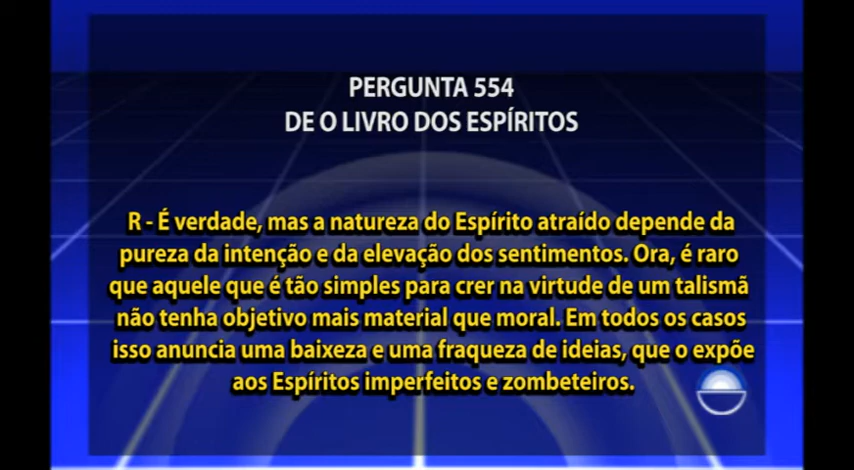 PERGUNTA 554
DE O LIVRO DOS ESPÍRITOS
R - É verdade, mas a natureza do Espírito atraído depende da
pureza da intenção e da elevação dos sentimentos. Ora, é raro
que aquele que é tão simples para crer na virtude de um talismã
não tenha objetivo mais material que moral. Em todos os casos
isso anuncia uma baixeza e uma fraqueza de ideias, que o expõe
aos Espíritos imperfeitos e zombeteiros.